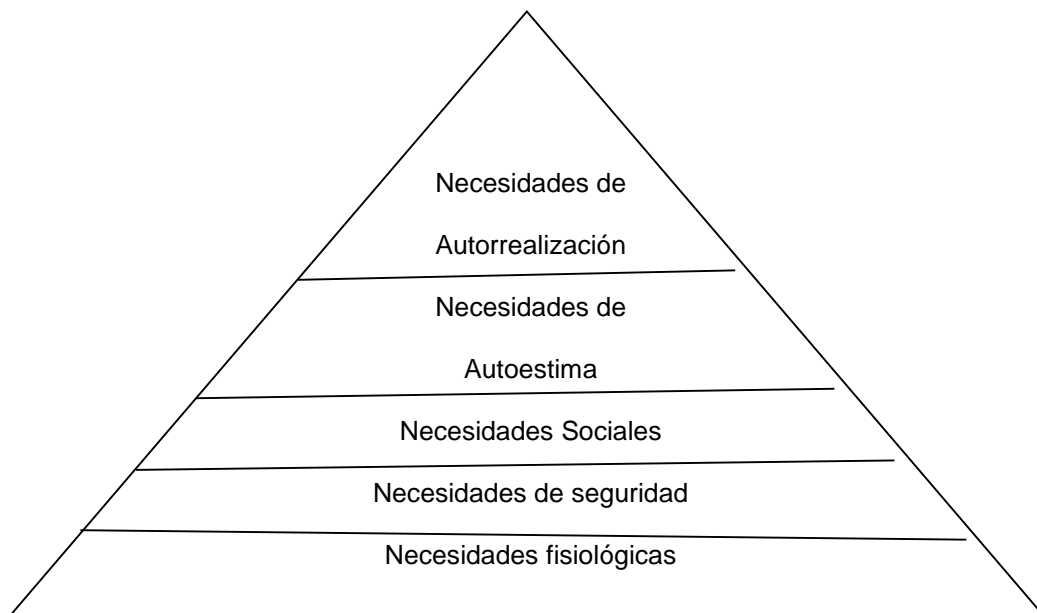 Necesidades de
Autorrealización
Necesidades de
Autoestima
Necesidades Sociales
Necesidades de seguridad
Necesidades fisiológicas